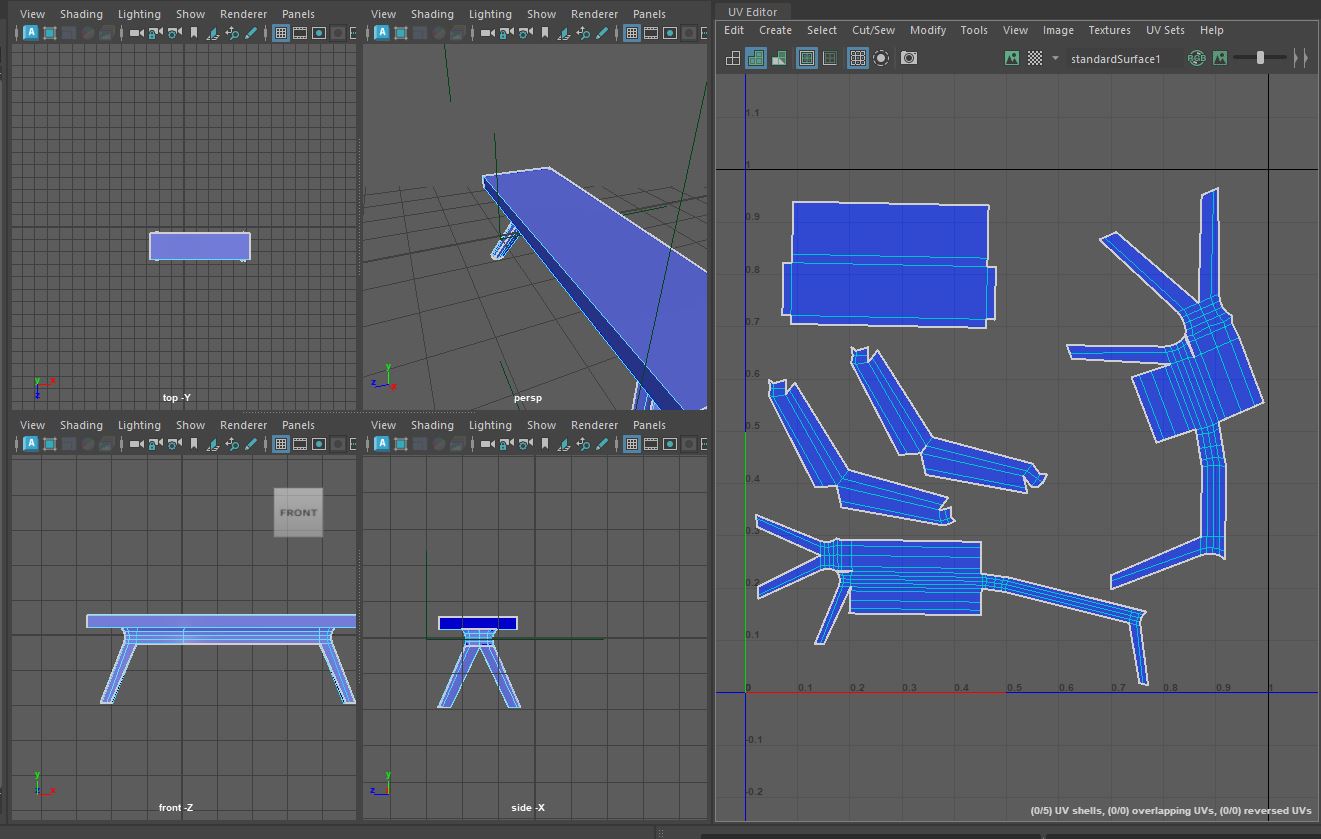 View Shading Lighting Show Renderer Panels
A
top -Y
y x
z
View Shading Lighting Show Renderer Panels
A
persp
y
z x
View Shading Lighting Show Renderer Panels
A
FRONT
front -Z
y
z x
View Shading Lighting Show Renderer Panels
A
side -X
y
z x
UV Editor
Edit Create Select Cut/Sew Modify Tools View Image Textures UV Sets Help
standardSurface1 RGB
1.1
1
0.9
0.8
0.7
0.6
0.5
0.4
0.3
0.2
0.1
0 0.1 0.2 0.3 0.4 0.5 0.6 0.7 0.8 0.9 1
-0.1
-0.2
(0/5) UV shells, (0/0) overlapping UVs, (0/0) reversed UVs